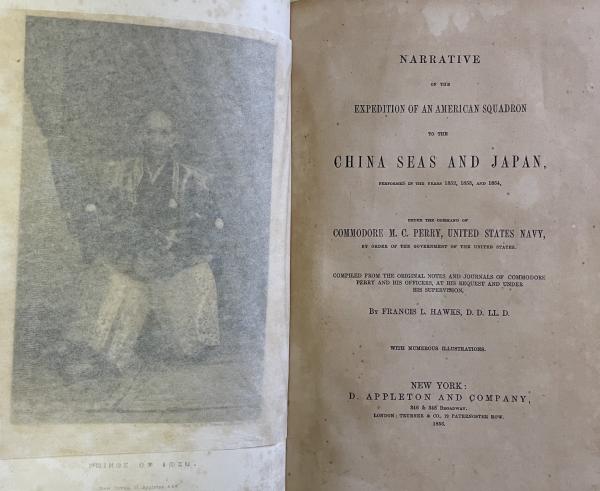 PRINCE OF IDZU.
NARRATIVE
OF THE
EXPEDITION OF AN AMERICAN SQUADRON
TO THE
CHINA SEAS AND JAPAN,
PERFORMED IN THE YEARS 1852, 1853, AND 1854,
UNDER THE COMMAND OF
COMMODORE M. C. PERRY, UNITED STATES NAVY,
BY ORDER OF THE GOVERNMENT OF THE UNITED STATES.
COMPILED FROM THE ORIGINAL NOTES AND JOURNALS OF COMMODORE
PERRY AND HIS OFFICERS, AT HIS REQUEST AND UNDER
HIS SUPERVISION,
BY FRANCIS L. HAWKS, D. D. LL. D.
WITH NUMEROUS ILLUSTRATIONS.
NEW YORK:
D. APPLETON AND COMPANY,
346 & 348 BROADWAY.
LONDON: TRUBNER & CO., 12 PATERNOSTER ROW.
1856.